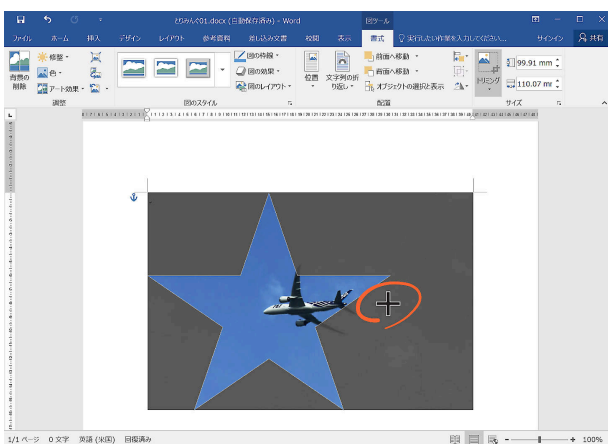 とりみんぐ01.docx (自動保存済み) - Word 図ツール
ファイル ホーム 挿入 デザイン レイアウト 参考資料 差し込み文書 校閲 表示 書式 実行したい作業を入力してください... サインイン 共有
背景の削除 修整 色 アート効果 図の枠線 図の効果 図のレイアウト 位置 文字列の折り返し 前面へ移動 背面へ移動 オブジェクトの選択と表示 トリミング 99.91 mm 110.07 mm
調整 図のスタイル 配置 サイズ
1/1 ページ 0 文字 英語 (米国) 回復済み 100%